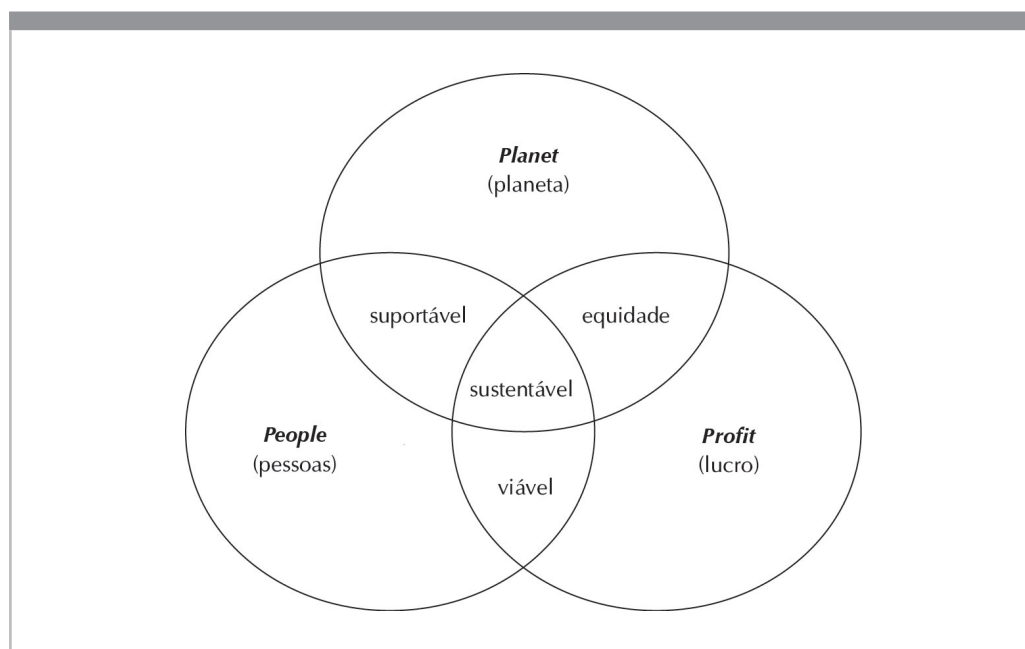 Planet
(planeta)
suportável
equidade
sustentável
People
(pessoas)
Profit
(lucro)
viável